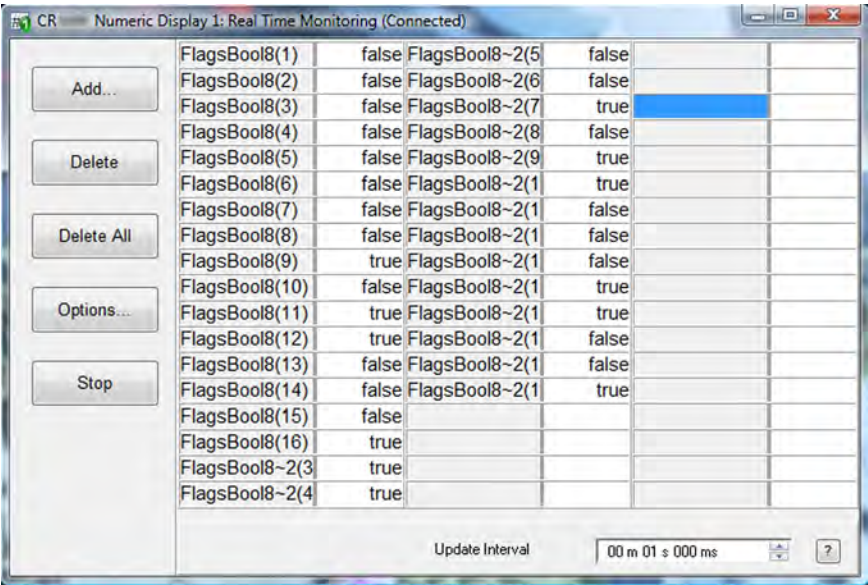 CR Numeric Display 1: Real Time Monitoring (Connected)
Add...
Delete
Delete All
Options...
Stop
FlagsBool8(1) false FlagsBool8~2(5 false
FlagsBool8(2) false FlagsBool8~2(6 false
FlagsBool8(3) false FlagsBool8~2(7 true
FlagsBool8(4) false FlagsBool8~2(8 false
FlagsBool8(5) false FlagsBool8~2(9 true
FlagsBool8(6) false FlagsBool8~2(1 true
FlagsBool8(7) false FlagsBool8~2(1 false
FlagsBool8(8) false FlagsBool8~2(1 false
FlagsBool8(9) true FlagsBool8~2(1 false
FlagsBool8(10) false FlagsBool8~2(1 true
FlagsBool8(11) true FlagsBool8~2(1 true
FlagsBool8(12) true FlagsBool8~2(1 false
FlagsBool8(13) false FlagsBool8~2(1 false
FlagsBool8(14) false FlagsBool8~2(1 true
FlagsBool8(15) false
FlagsBool8(16) true
FlagsBool8~2(3 true
FlagsBool8~2(4 true
Update Interval 00 m 01 s 000 ms ?